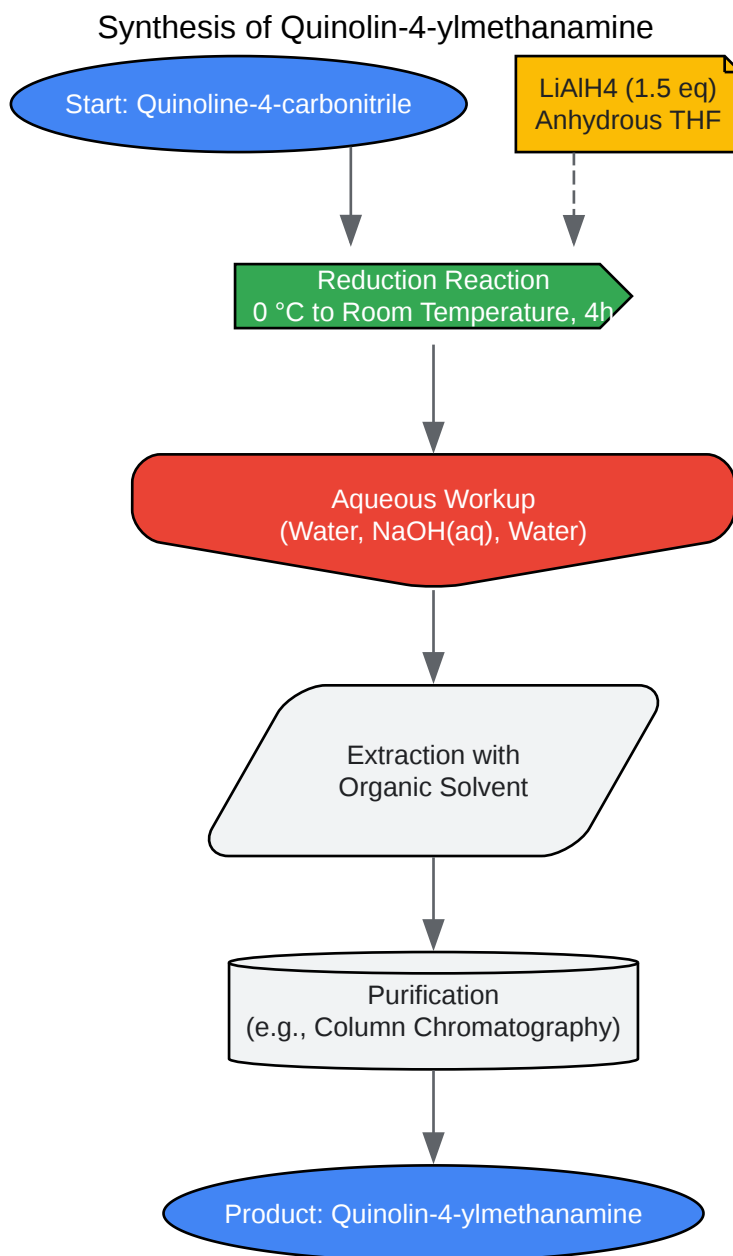 Synthesis of Quinolin-4-ylmethanamine
Start: Quinoline-4-carbonitrile
LiAlH4 (1.5 eq)
Anhydrous THF
Reduction Reaction
0 °C to Room Temperature, 4h
Aqueous Workup
(Water, NaOH(aq), Water)
Extraction with
Organic Solvent
Purification
(e.g., Column Chromatography)
Product: Quinolin-4-ylmethanamine